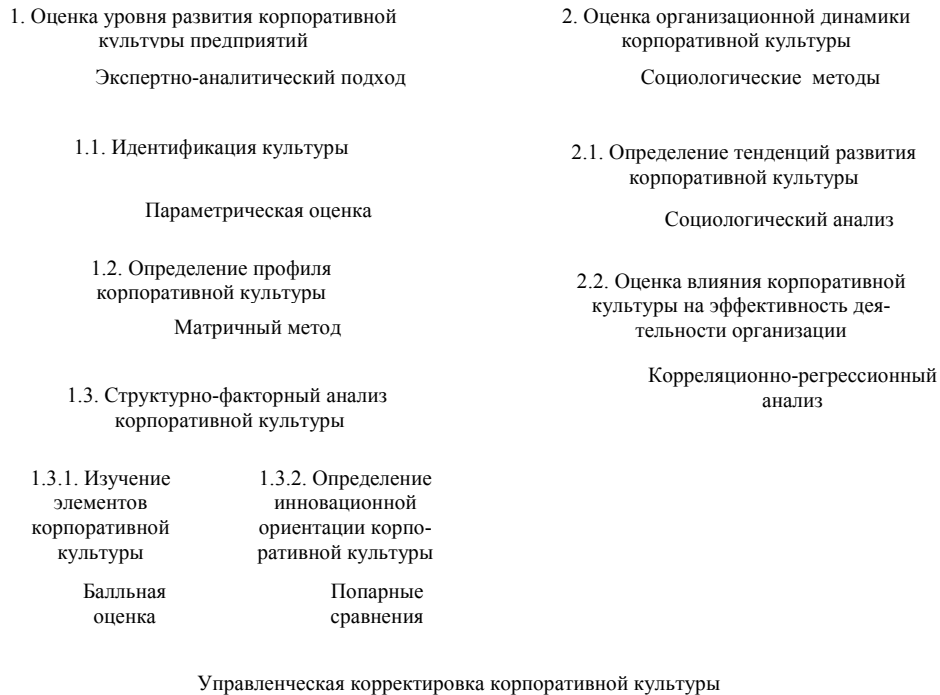 1. Оценка уровня развития корпоративной
культуры предприятий
Экспертно-аналитический подход
1.1. Идентификация культуры
Параметрическая оценка
1.2. Определение профиля
корпоративной культуры
Матричный метод
1.3. Структурно-факторный анализ
корпоративной культуры
1.3.1. Изучение
элементов
корпоративной
культуры
Балльная
оценка
1.3.2. Определение
инновационной
ориентации корпо-
ративной культуры
Попарные
сравнения
2. Оценка организационной динамики
корпоративной культуры
Социологические методы
2.1. Определение тенденций развития
корпоративной культуры
Социологический анализ
2.2. Оценка влияния корпоративной
культуры на эффективность дея-
тельности организации
Корреляционно-регрессионный
анализ
Управленческая корректировка корпоративной культуры